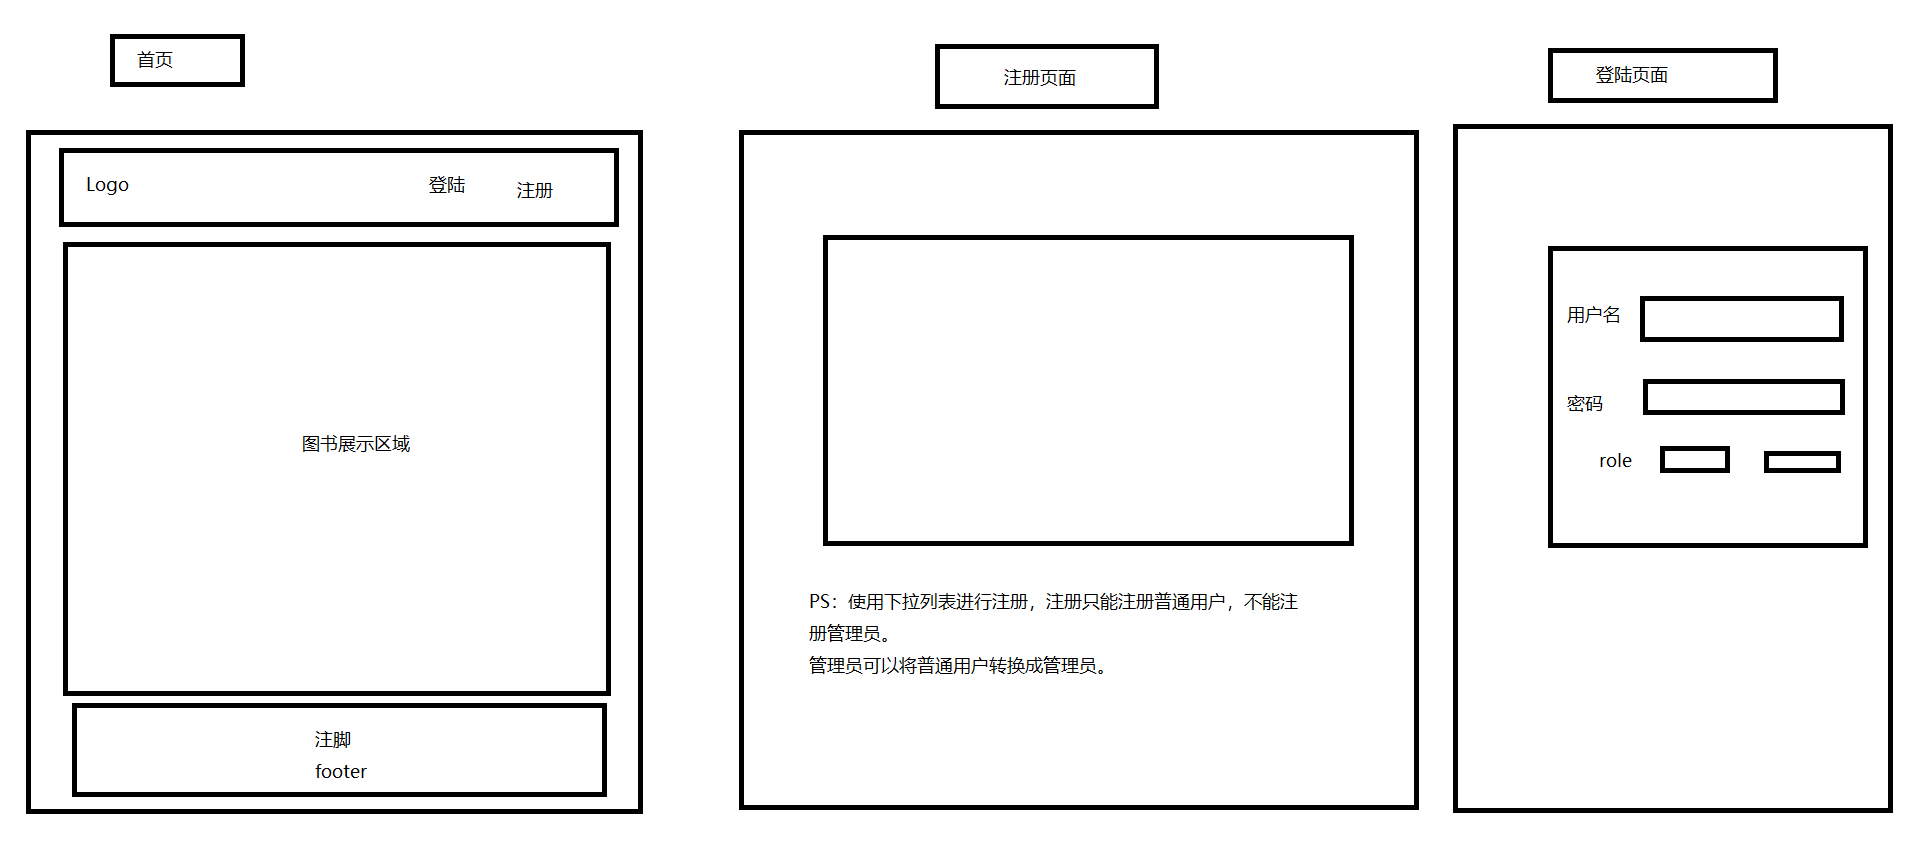 首页
Logo
登陆
注册
图书展示区域
注脚
footer
注册页面
PS：使用下拉列表进行注册，注册只能注册普通用户，不能注
册管理员。
管理员可以将普通用户转换成管理员。
登陆页面
用户名
密码
role